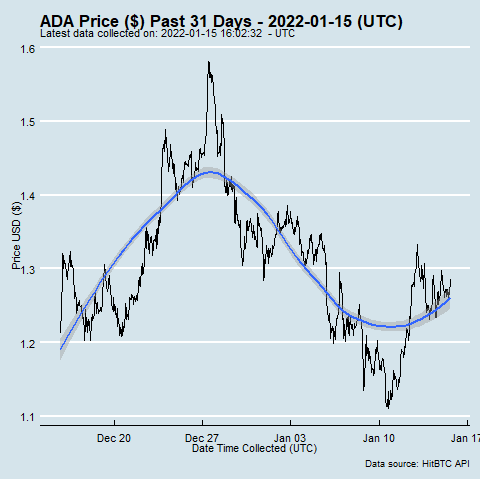 ADA Price ($) Past 31 Days - 2022-01-15 (UTC)
Latest data collected on: 2022-01-15 16:02:32 - UTC
1.6
1.5
1.4
1.3
1.2
1.1
Price USD ($)
Dec 20 Dec 27 Jan 03 Jan 10 Jan 17
Date Time Collected (UTC)
Data source: HitBTC API